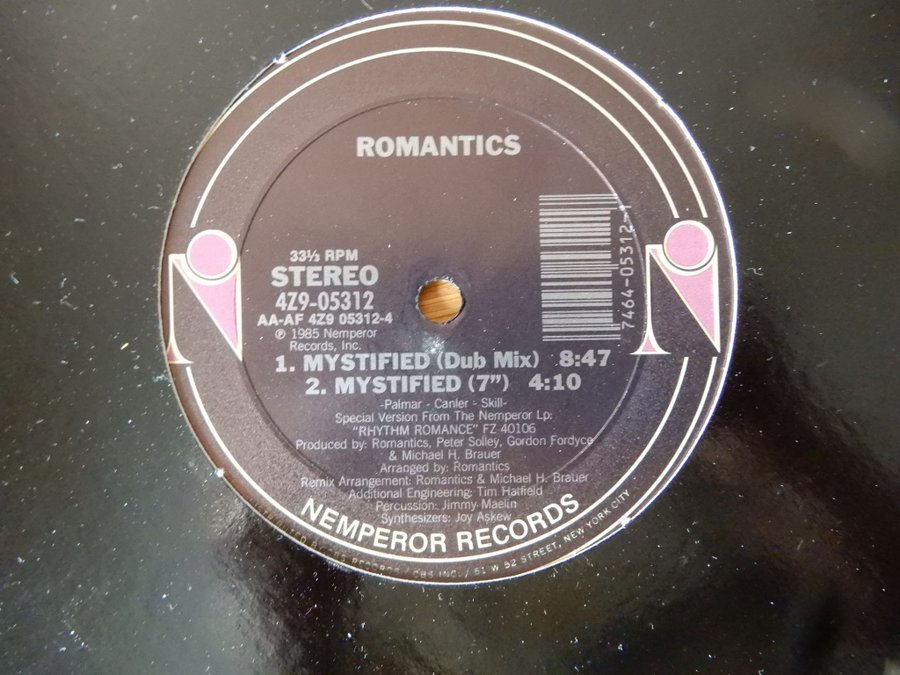 ROMANTICS
33⅓ RPM
STEREO
4Z9-05312
AA-AF 4Z9 05312-4
℗ 1985 Nemperor
Records, Inc.
7464-05312-1
1. MYSTIFIED (Dub Mix) 8:47
2. MYSTIFIED (7”) 4:10
-Palmar - Canler - Skill-
Special Version From The Nemperor Lp:
"RHYTHM ROMANCE" FZ 40106
Produced by: Romantics, Peter Solley, Gordon Fordyce
& Michael H. Brauer
Arranged by: Romantics
Remix Arrangement: Romantics & Michael H. Brauer
Additional Engineering: Tim Hatfield
Percussion: Jimmy Maelin
Synthesizers: Joy Askew
NEMPEROR RECORDS
RECORDS / CBS INC. / 51 W 52 STREET, NEW YORK CITY